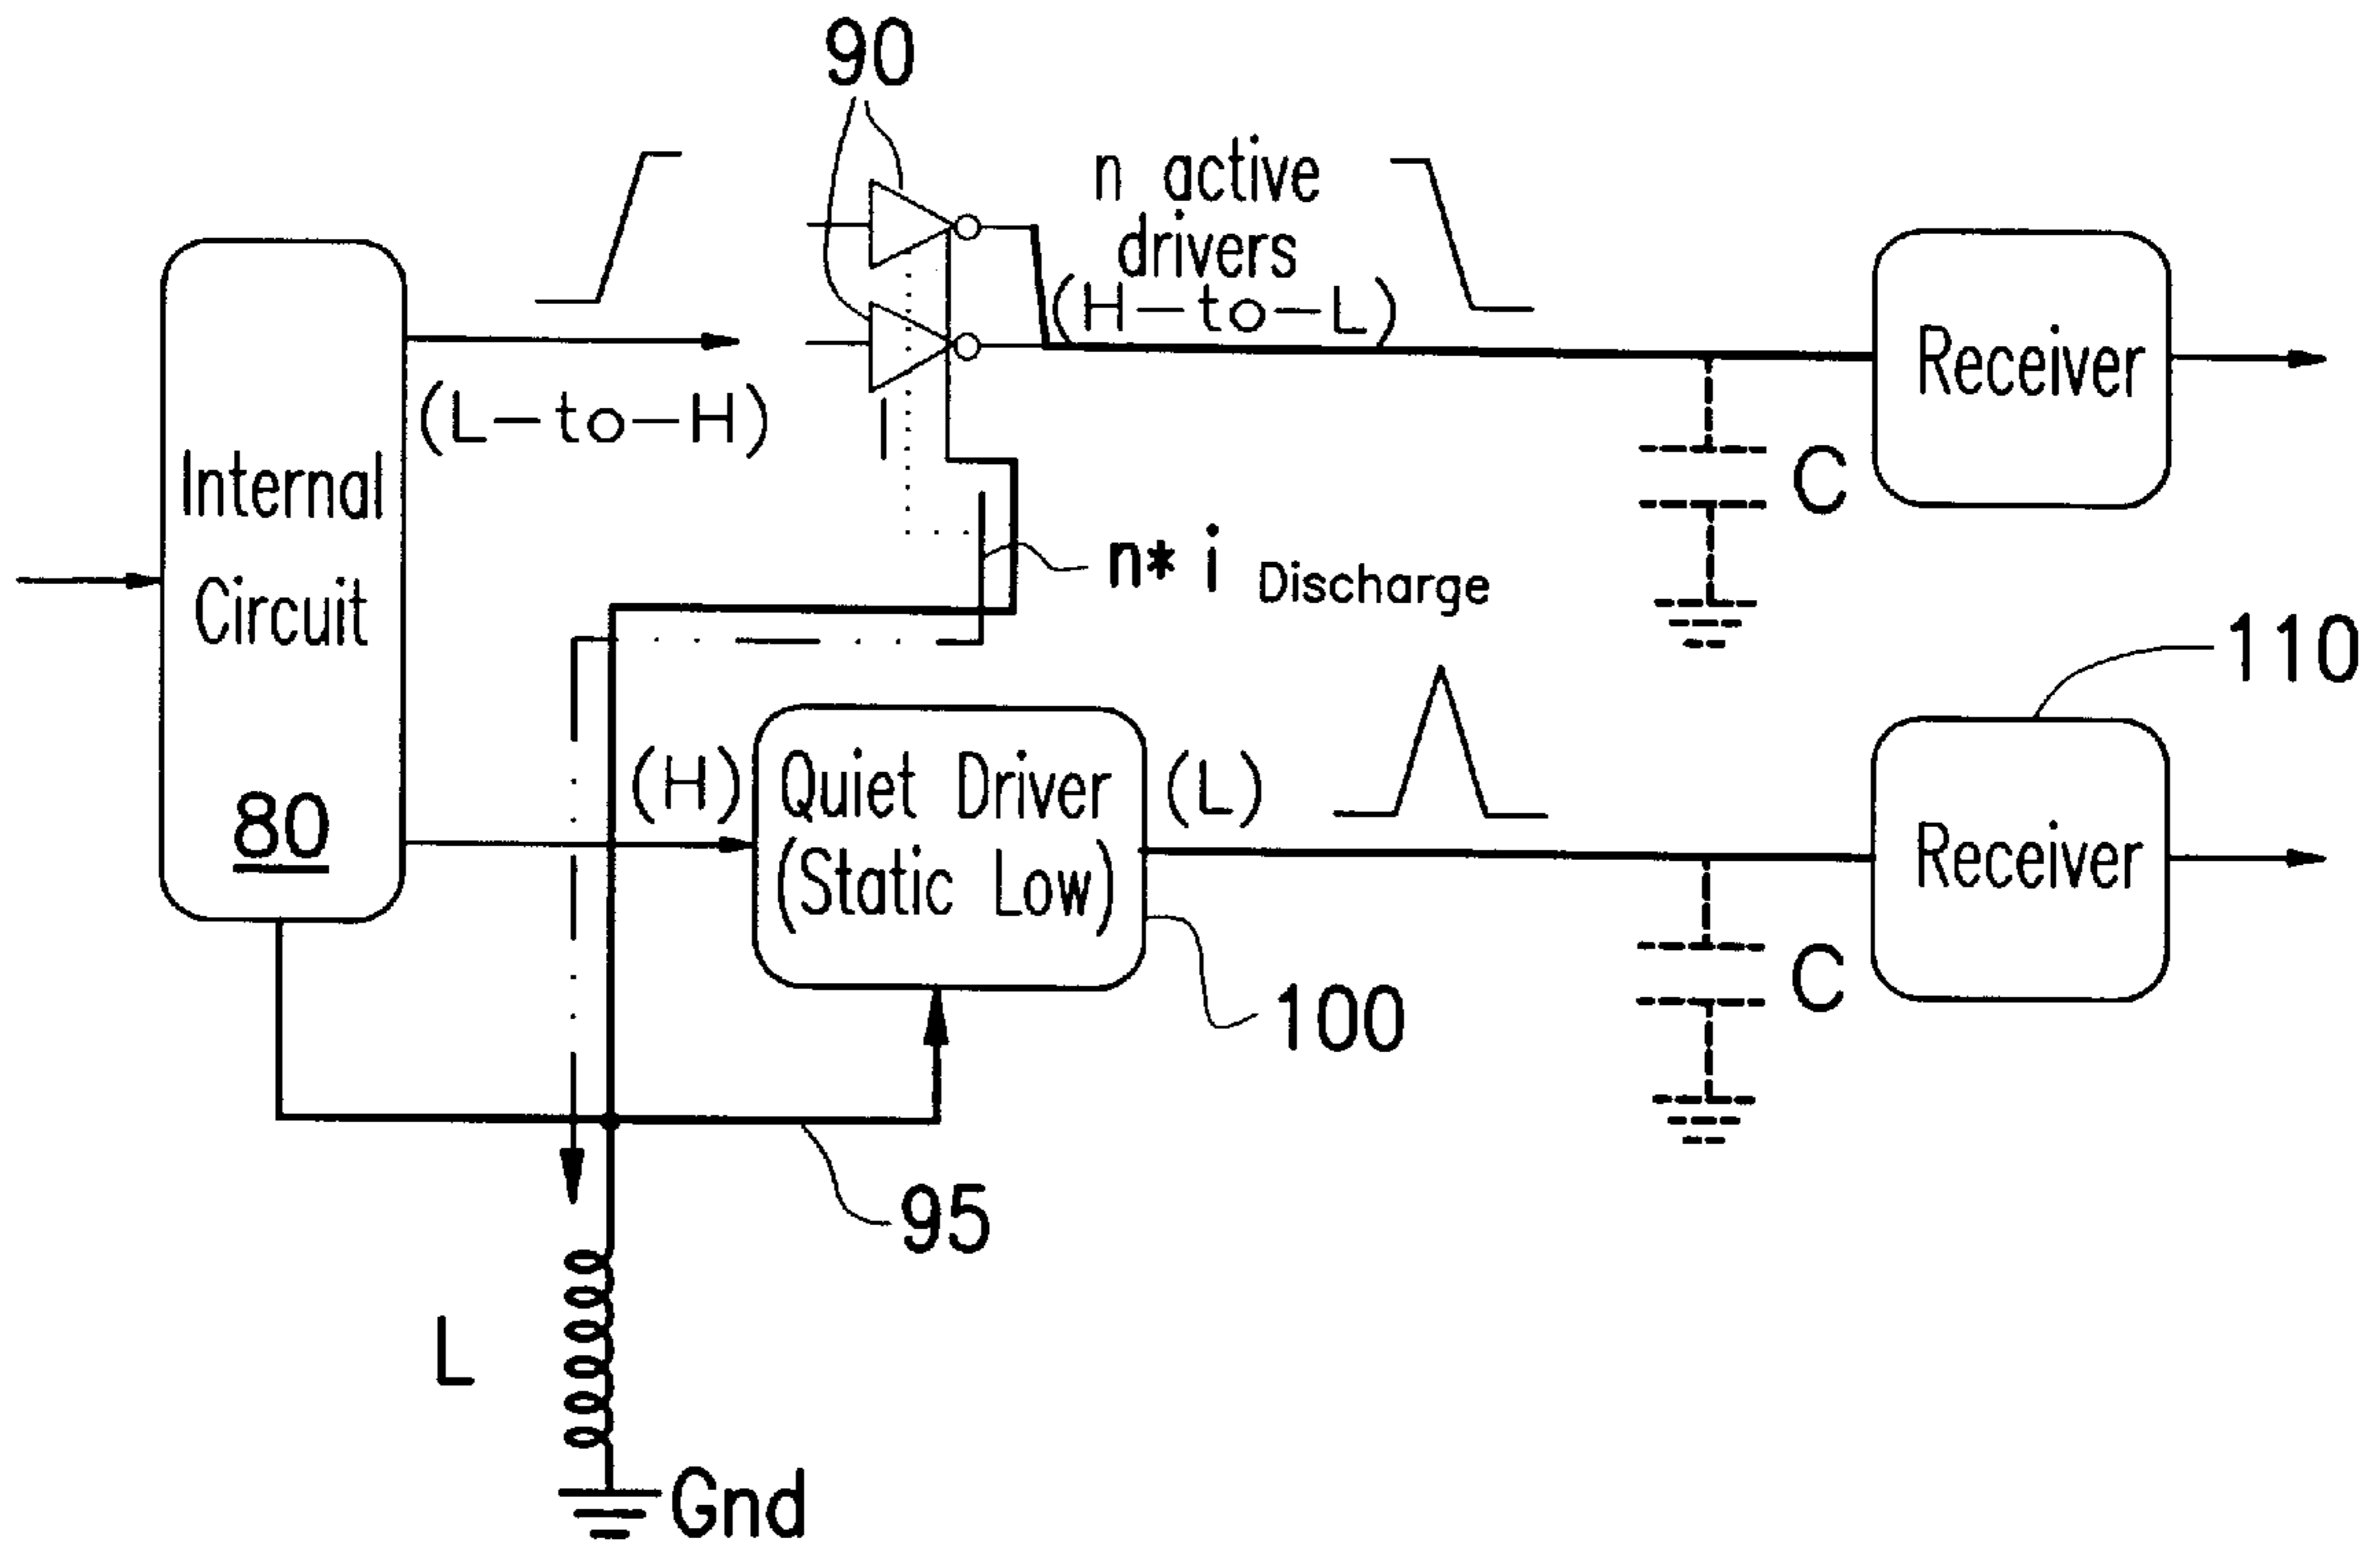 90
n active
drivers
(H-to-L)
(L-to-H)
Internal
Circuit
80
Receiver
C
n* i Discharge
110
(H)
Quiet Driver
(Static Low)
(L)
Receiver
C
100
95
L
Gnd